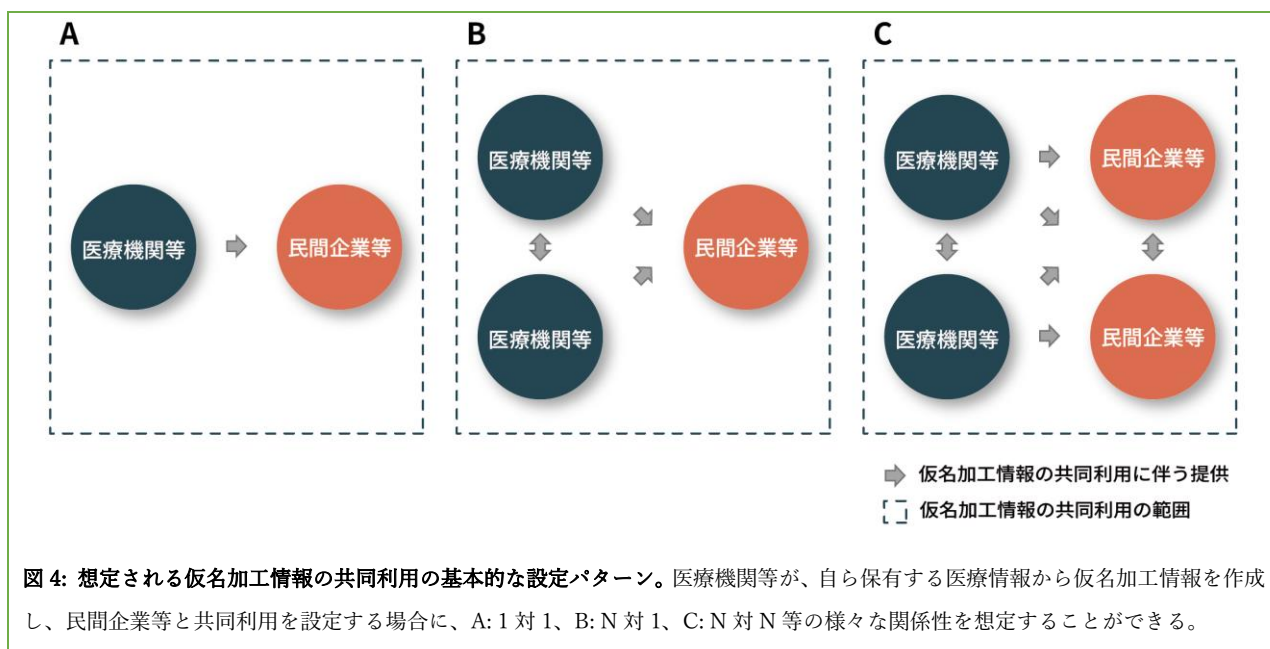 A
B
C
医療機関等
民間企業等
医療機関等
医療機関等
民間企業等
医療機関等
民間企業等
医療機関等
民間企業等
仮名加工情報の共同利用に伴う提供
仮名加工情報の共同利用の範囲
図 4: 想定される仮名加工情報の共同利用の基本的な設定パターン。医療機関等が、自ら保有する医療情報から仮名加工情報を作成
し、民間企業等と共同利用を設定する場合に、A: 1 対 1、B: N 対 1、C: N 対 N 等の様々な関係性を想定することができる。